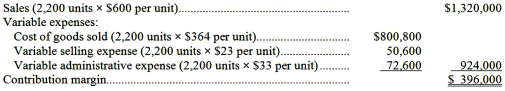 Sales (2,200 units × $600 per unit)................................................ $1,320,000
Variable expenses:
Cost of goods sold (2,200 units × $364 per unit)........................ $800,800
Variable selling expense (2,200 units × $23 per unit)................. 50,600
Variable administrative expense (2,200 units × $33 per unit).......... 72,600 924,000
Contribution margin.................................................................... $ 396,000